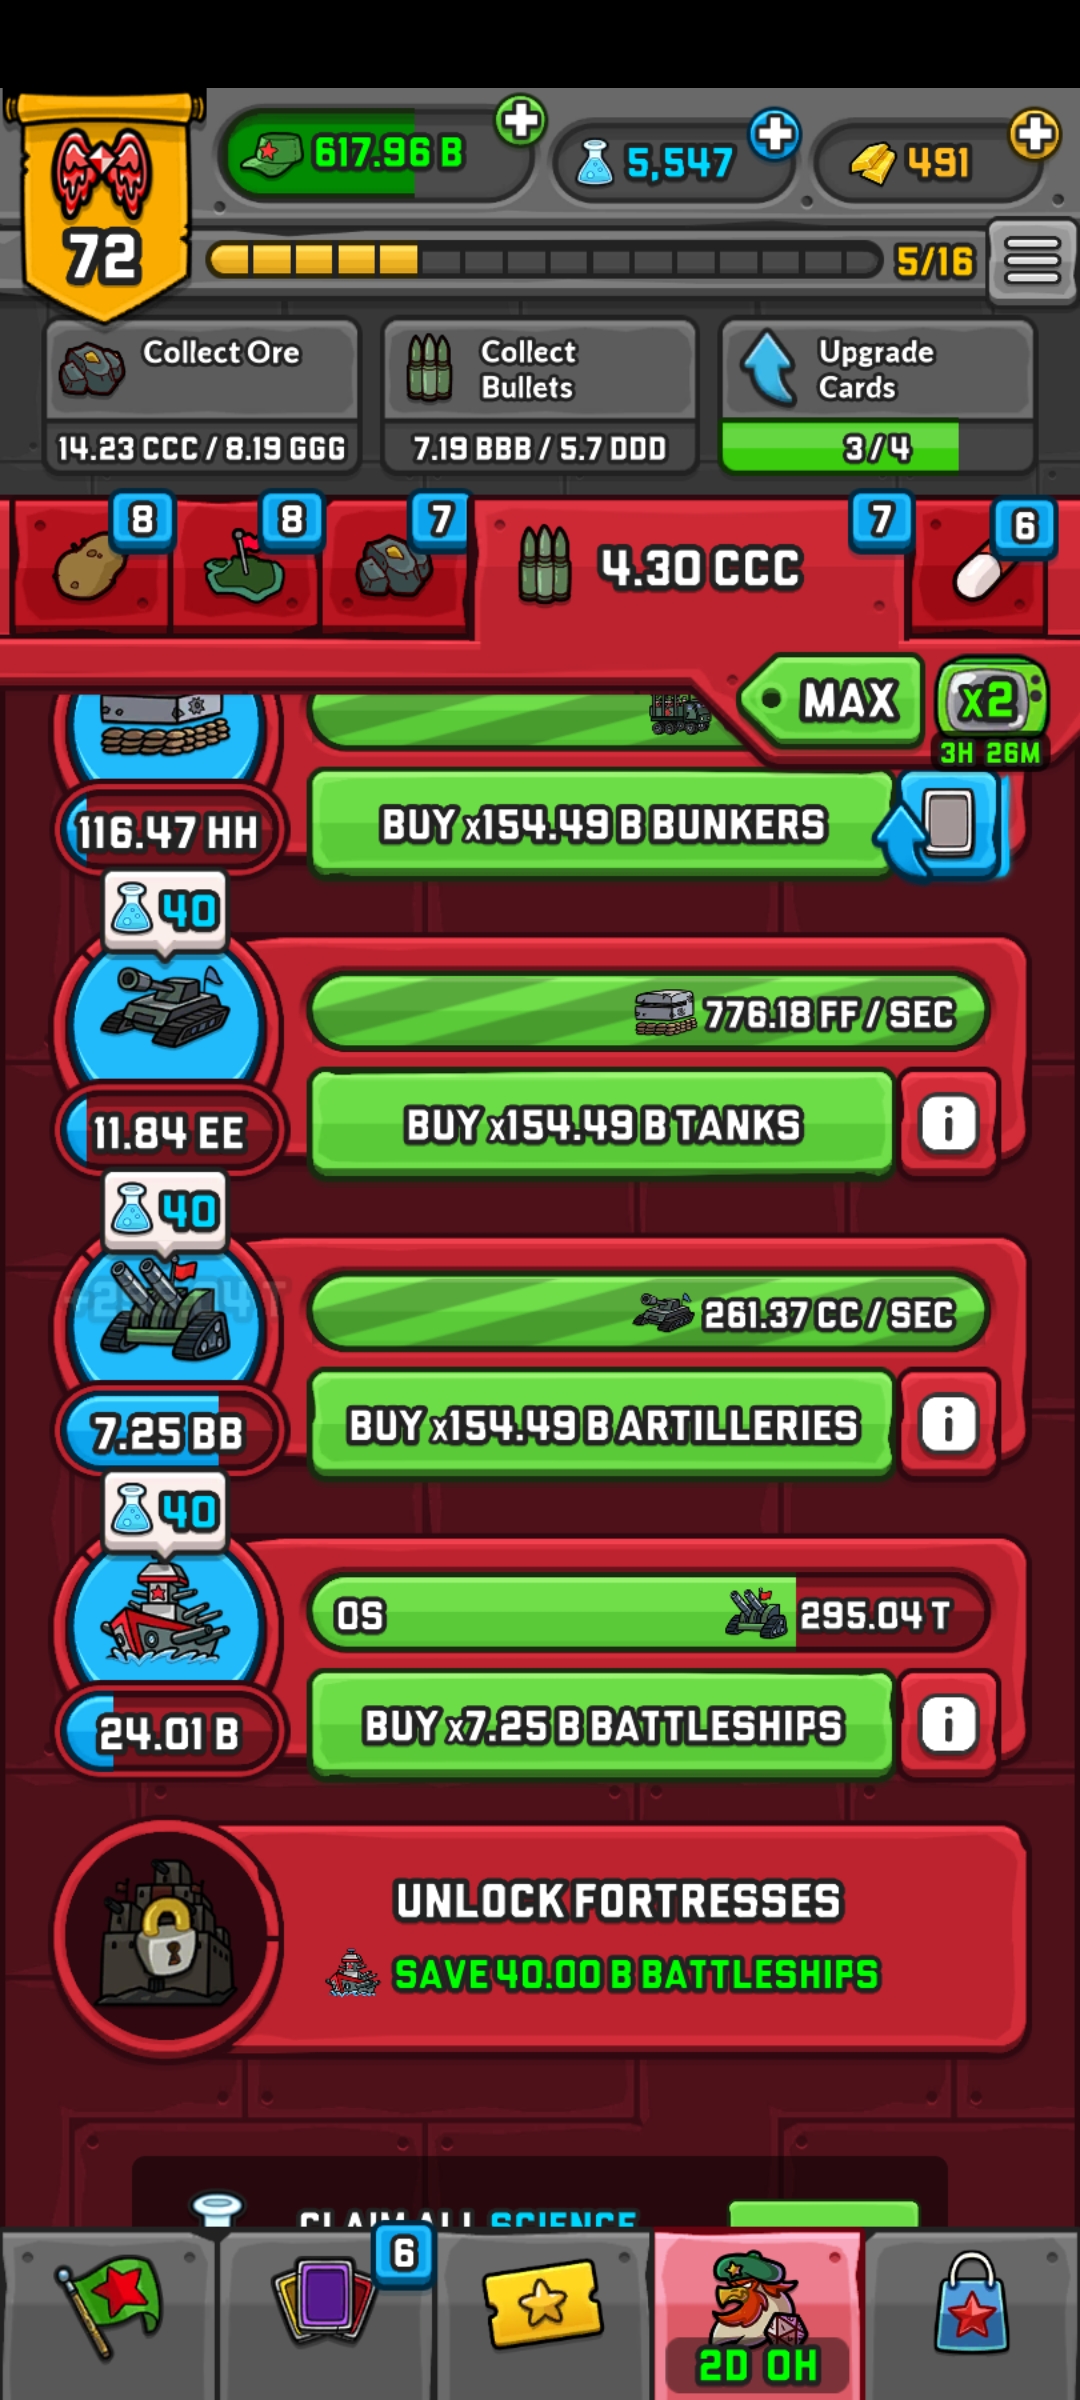 617.96 B
5,547
491
72
5/16
Collect Ore
14.23 CCC / 8.19 GGG
Collect
Bullets
7.19 BBB / 5.7 DDD
Upgrade
Cards
3/4
8
8
7
4.30 CCC
7
6
MAX
x2
3H 26M
116.47 HH
BUY x154.49 B BUNKERS
40
776.18 FF / SEC
11.84 EE
BUY x154.49 B TANKS
i
40
261.37 CC / SEC
7.25 BB
BUY x154.49 B ARTILLERIES
i
40
0S
295.04 T
24.01 B
BUY x7.25 B BATTLESHIPS
i
UNLOCK FORTRESSES
SAVE 40.00 B BATTLESHIPS
CLAIM ALL SCIENCE
6
2D 0H